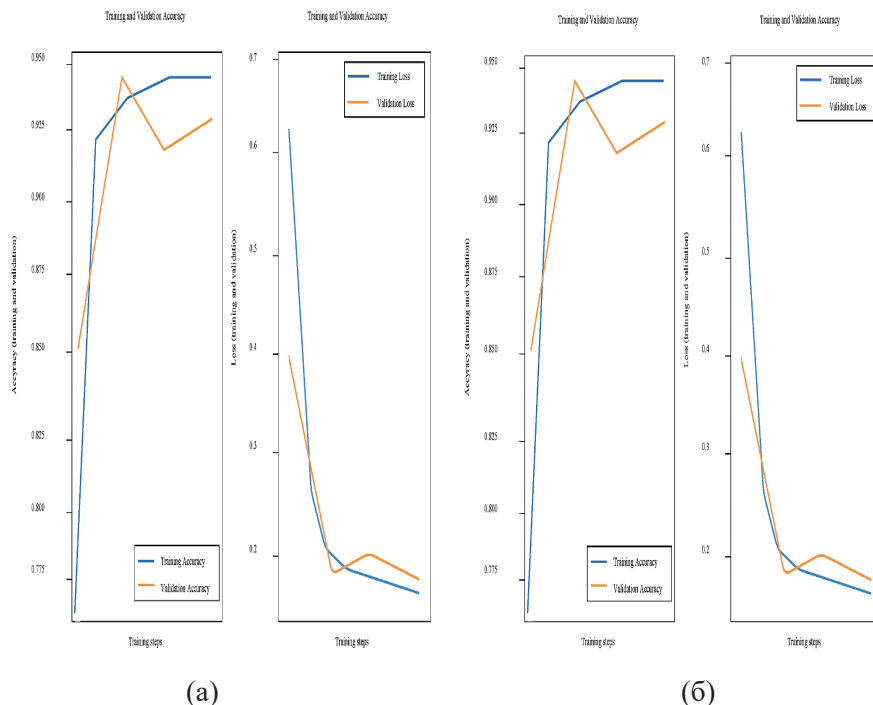 Training and Validation Accuracy
Accyracy (training and validation)
0.950
0.925
0.900
0.875
0.850
0.825
0.800
0.775
Training Accuracy
Validation Accuracy
Training steps
Training and Validation Accuracy
Loss (training and validation)
0.7
0.6
0.5
0.4
0.3
0.2
Training Loss
Validation Loss
Training steps
(а)
Training and Validation Accuracy
Accyracy (training and validation)
0.950
0.925
0.900
0.875
0.850
0.825
0.800
0.775
Training Accuracy
Validation Accuracy
Training steps
Training and Validation Accuracy
Loss (training and validation)
0.7
0.6
0.5
0.4
0.3
0.2
Training Loss
Validation Loss
Training steps
(б)